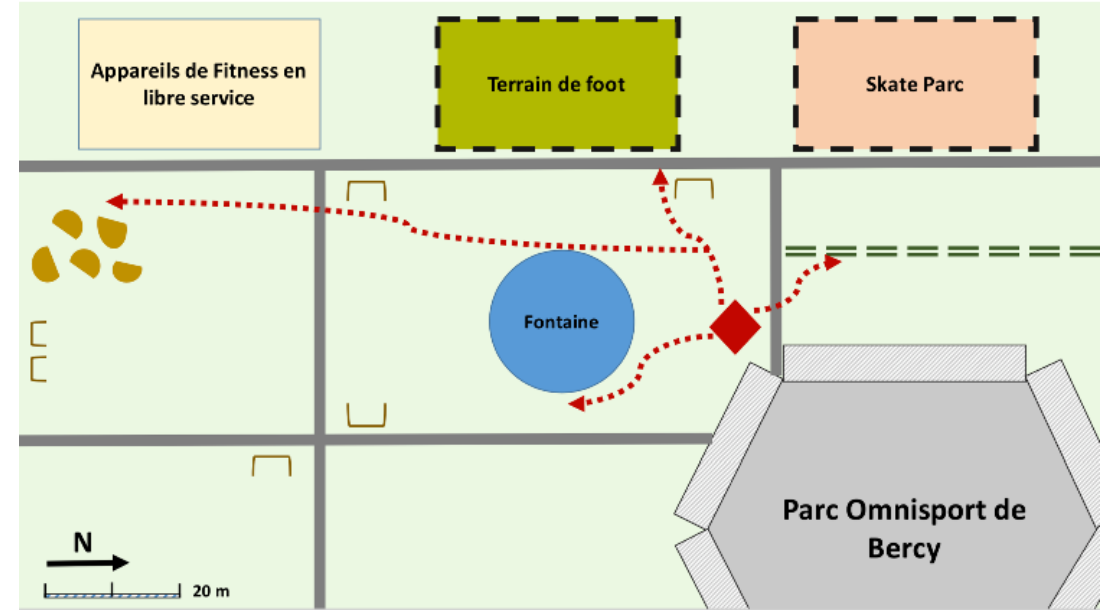 Appareils de Fitness en
libre service
Terrain de foot
Skate Parc
Fontaine
Parc Omnisport de
Bercy
N
20 m